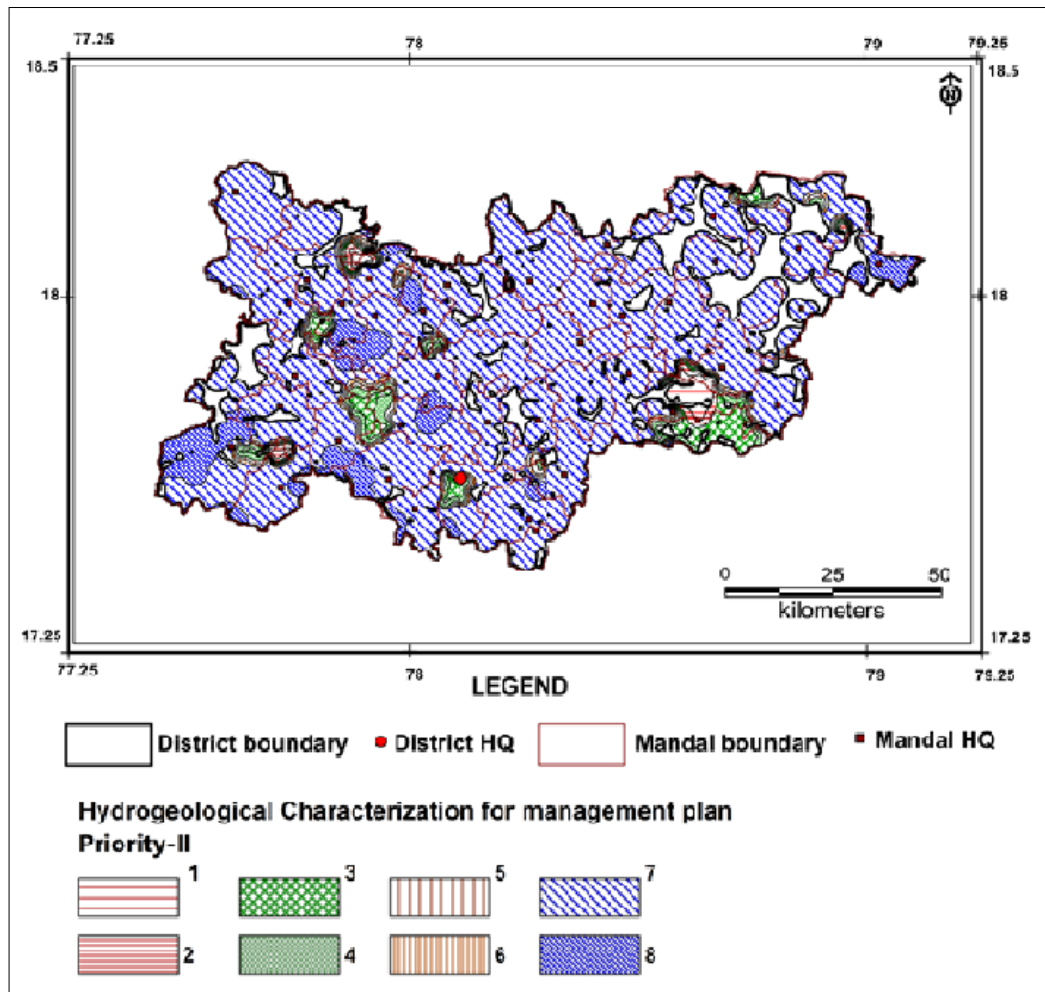 77.25 78 79 79.25
18.5 18.5
N
18 18
0 25 50
kilometers
17.25 17.25
77.25 78 79 79.25
LEGEND
District boundary District HQ Mandal boundary Mandal HQ
Hydrogeological Characterization for management plan
Priority-II
1 3 5 7
2 4 6 8